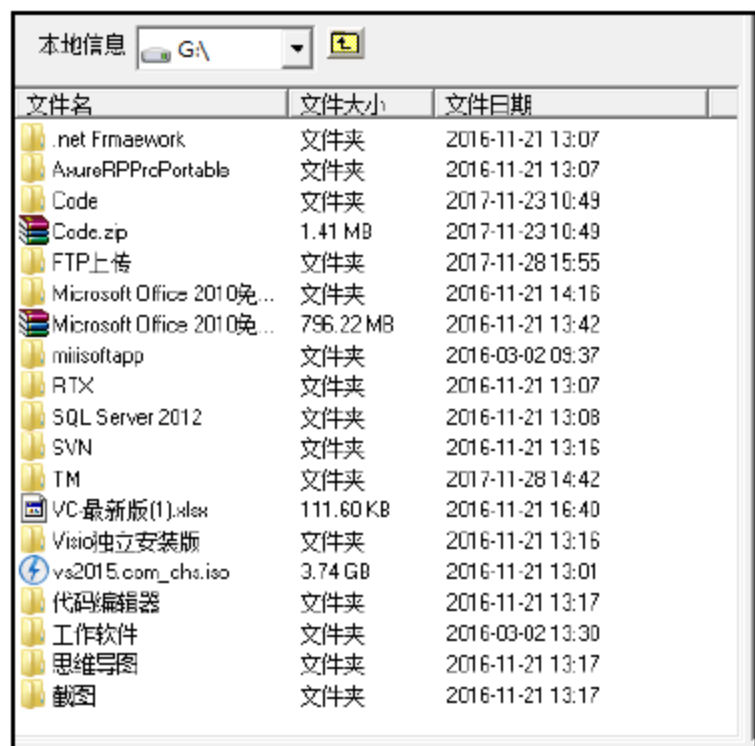 本地信息 G:\
文件名 文件大小 文件日期
.net Frmaework 文件夹 2016-11-21 13:07
AxureRPProPortable 文件夹 2016-11-21 13:07
Code 文件夹 2017-11-23 10:49
Code.zip 1.41 MB 2017-11-23 10:49
FTP上传 文件夹 2017-11-28 15:55
Microsoft Office 2010免... 文件夹 2016-11-21 14:16
Microsoft Office 2010免... 796.22 MB 2016-11-21 13:42
miiisoftapp 文件夹 2016-03-02 09:37
RTX 文件夹 2016-11-21 13:07
SQL Server 2012 文件夹 2016-11-21 13:08
SVN 文件夹 2016-11-21 13:16
TM 文件夹 2017-11-28 14:42
VC-最新版(1).xlsx 111.60 KB 2016-11-21 16:40
Visio独立安装版 文件夹 2016-11-21 13:16
vs2015.com_chs.iso 3.74 GB 2016-11-21 13:01
代码编辑器 文件夹 2016-11-21 13:17
工作软件 文件夹 2016-03-02 13:30
思维导图 文件夹 2016-11-21 13:17
截图 文件夹 2016-11-21 13:17